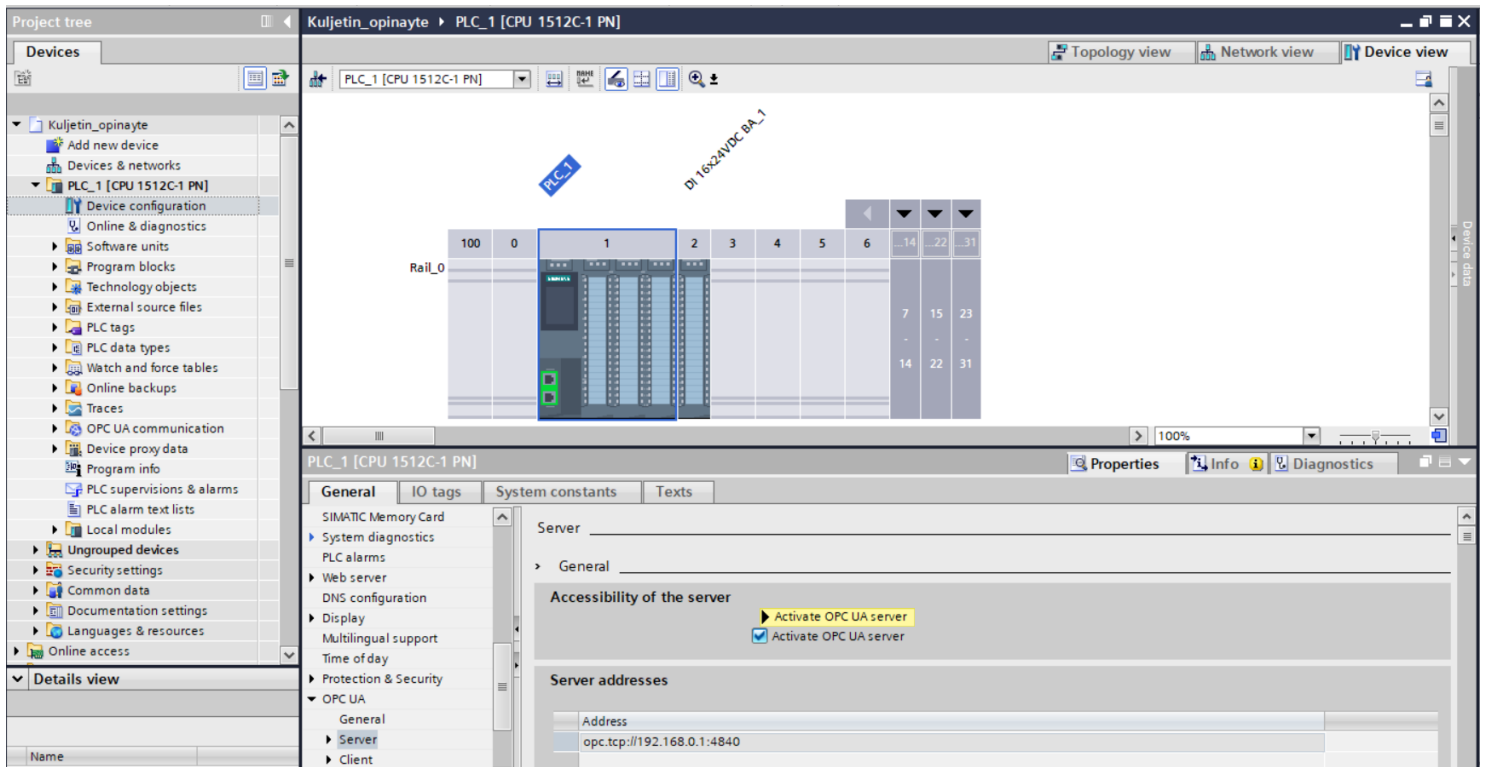 Project tree
Devices
Kuljetin_opinayte
Add new device
Devices & networks
PLC_1 [CPU 1512C-1 PN]
Device configuration
Online & diagnostics
Software units
Program blocks
Technology objects
External source files
PLC tags
PLC data types
Watch and force tables
Online backups
Traces
OPC UA communication
Device proxy data
Program info
PLC supervisions & alarms
PLC alarm text lists
Local modules
Ungrouped devices
Security settings
Common data
Documentation settings
Languages & resources
Online access
Details view
Name
Kuljetin_opinayte PLC_1 [CPU 1512C-1 PN]
Topology view Network view Device view
PLC_1 [CPU 1512C-1 PN]
PLC_1
DI 16x24VDC BA_1
100 0 1 2 3 4 5 6 ...14 ...22 ...31
Rail_0
SIEMENS
7 15 23
- - -
14 22 31
100%
Device data
PLC_1 [CPU 1512C-1 PN]
Properties Info Diagnostics
General IO tags System constants Texts
SIMATIC Memory Card
System diagnostics
PLC alarms
Web server
DNS configuration
Display
Multilingual support
Time of day
Protection & Security
OPC UA
General
Server
Client
Server
General
Accessibility of the server
Activate OPC UA server
Activate OPC UA server
Server addresses
Address
opc.tcp://192.168.0.1:4840